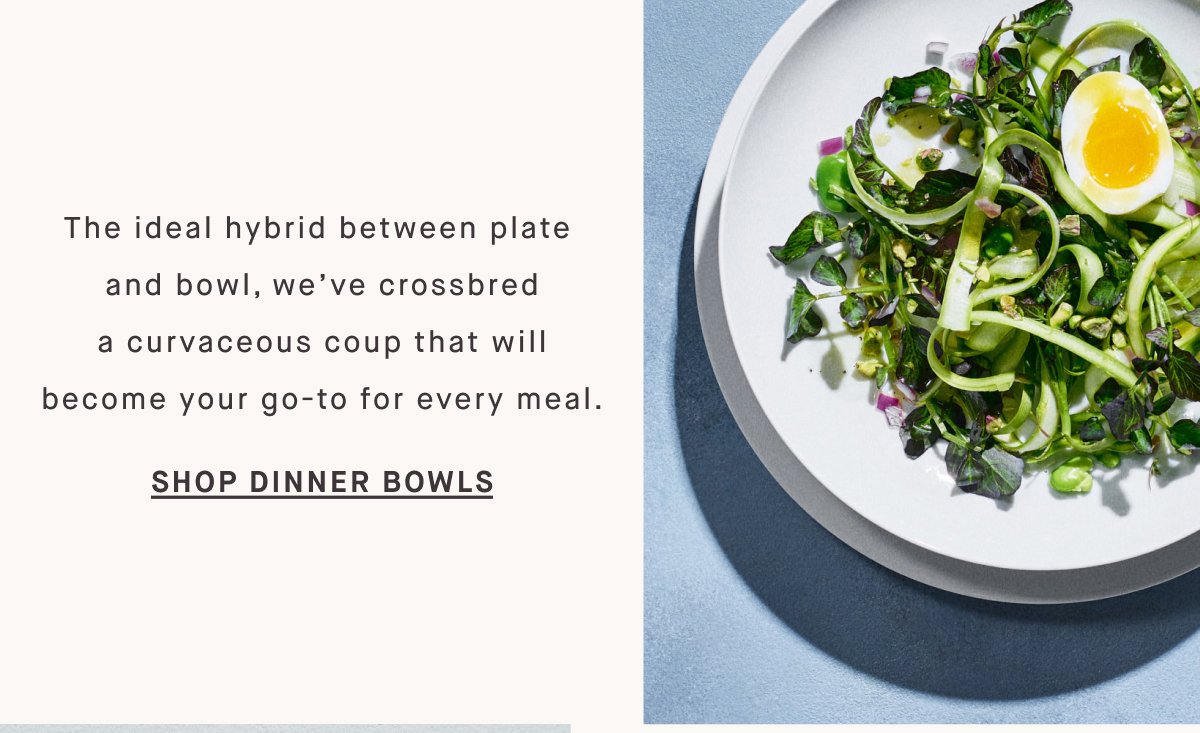 The ideal hybrid between plate
and bowl, we’ve crossbred
a curvaceous coup that will
become your go-to for every meal.
SHOP DINNER BOWLS